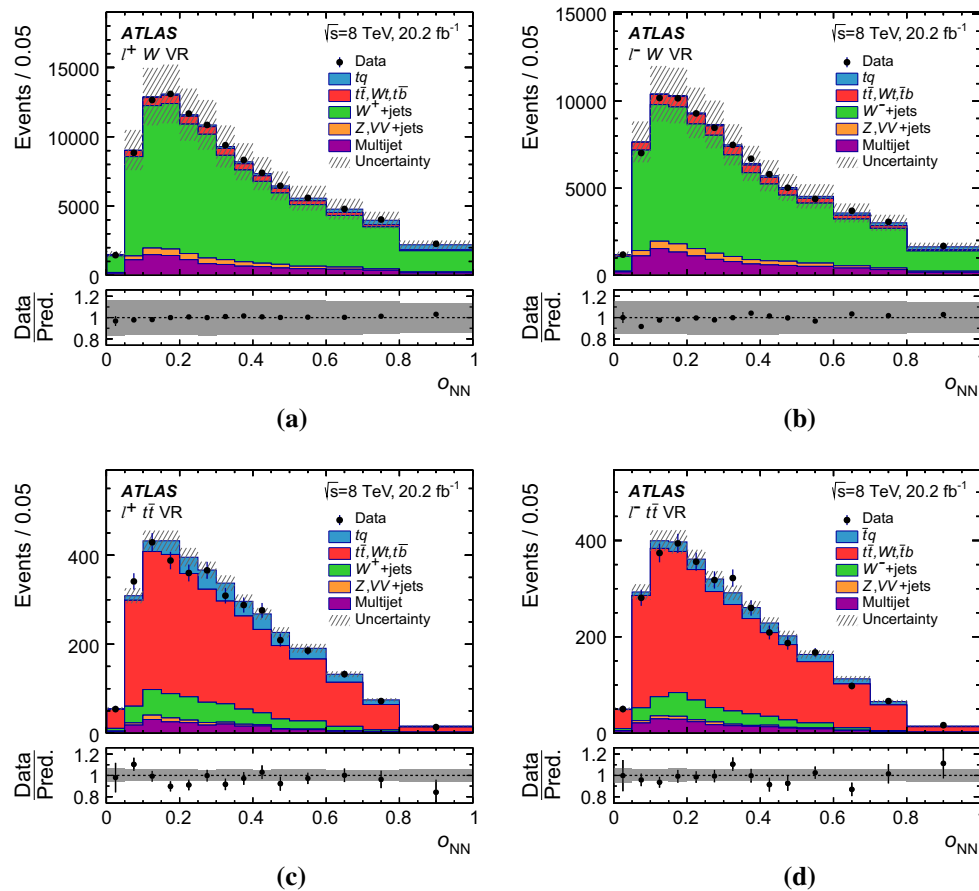 Events / 0.05
ATLAS
l⁺ W VR
√s=8 TeV, 20.2 fb⁻¹
Data
tq
tt̄,Wt,tb̄
W⁺+jets
Z,VV+jets
Multijet
Uncertainty
15000
10000
5000
0
Data
Pred.
1.2
1
0.8
0 0.2 0.4 0.6 0.8 1
o_NN
(a)
Events / 0.05
ATLAS
l⁻ W VR
√s=8 TeV, 20.2 fb⁻¹
Data
tq
tt̄,Wt,t̄b
W⁻+jets
Z,VV+jets
Multijet
Uncertainty
15000
10000
5000
0
Data
Pred.
1.2
1
0.8
0 0.2 0.4 0.6 0.8 1
o_NN
(b)
Events / 0.05
ATLAS
l⁺ tt̄ VR
√s=8 TeV, 20.2 fb⁻¹
Data
tq
tt̄,Wt,tb̄
W⁺+jets
Z,VV+jets
Multijet
Uncertainty
400
200
0
Data
Pred.
1.2
1
0.8
0 0.2 0.4 0.6 0.8 1
o_NN
(c)
Events / 0.05
ATLAS
l⁻ tt̄ VR
√s=8 TeV, 20.2 fb⁻¹
Data
t̄q
tt̄,Wt,t̄b
W⁻+jets
Z,VV+jets
Multijet
Uncertainty
400
200
0
Data
Pred.
1.2
1
0.8
0 0.2 0.4 0.6 0.8 1
o_NN
(d)